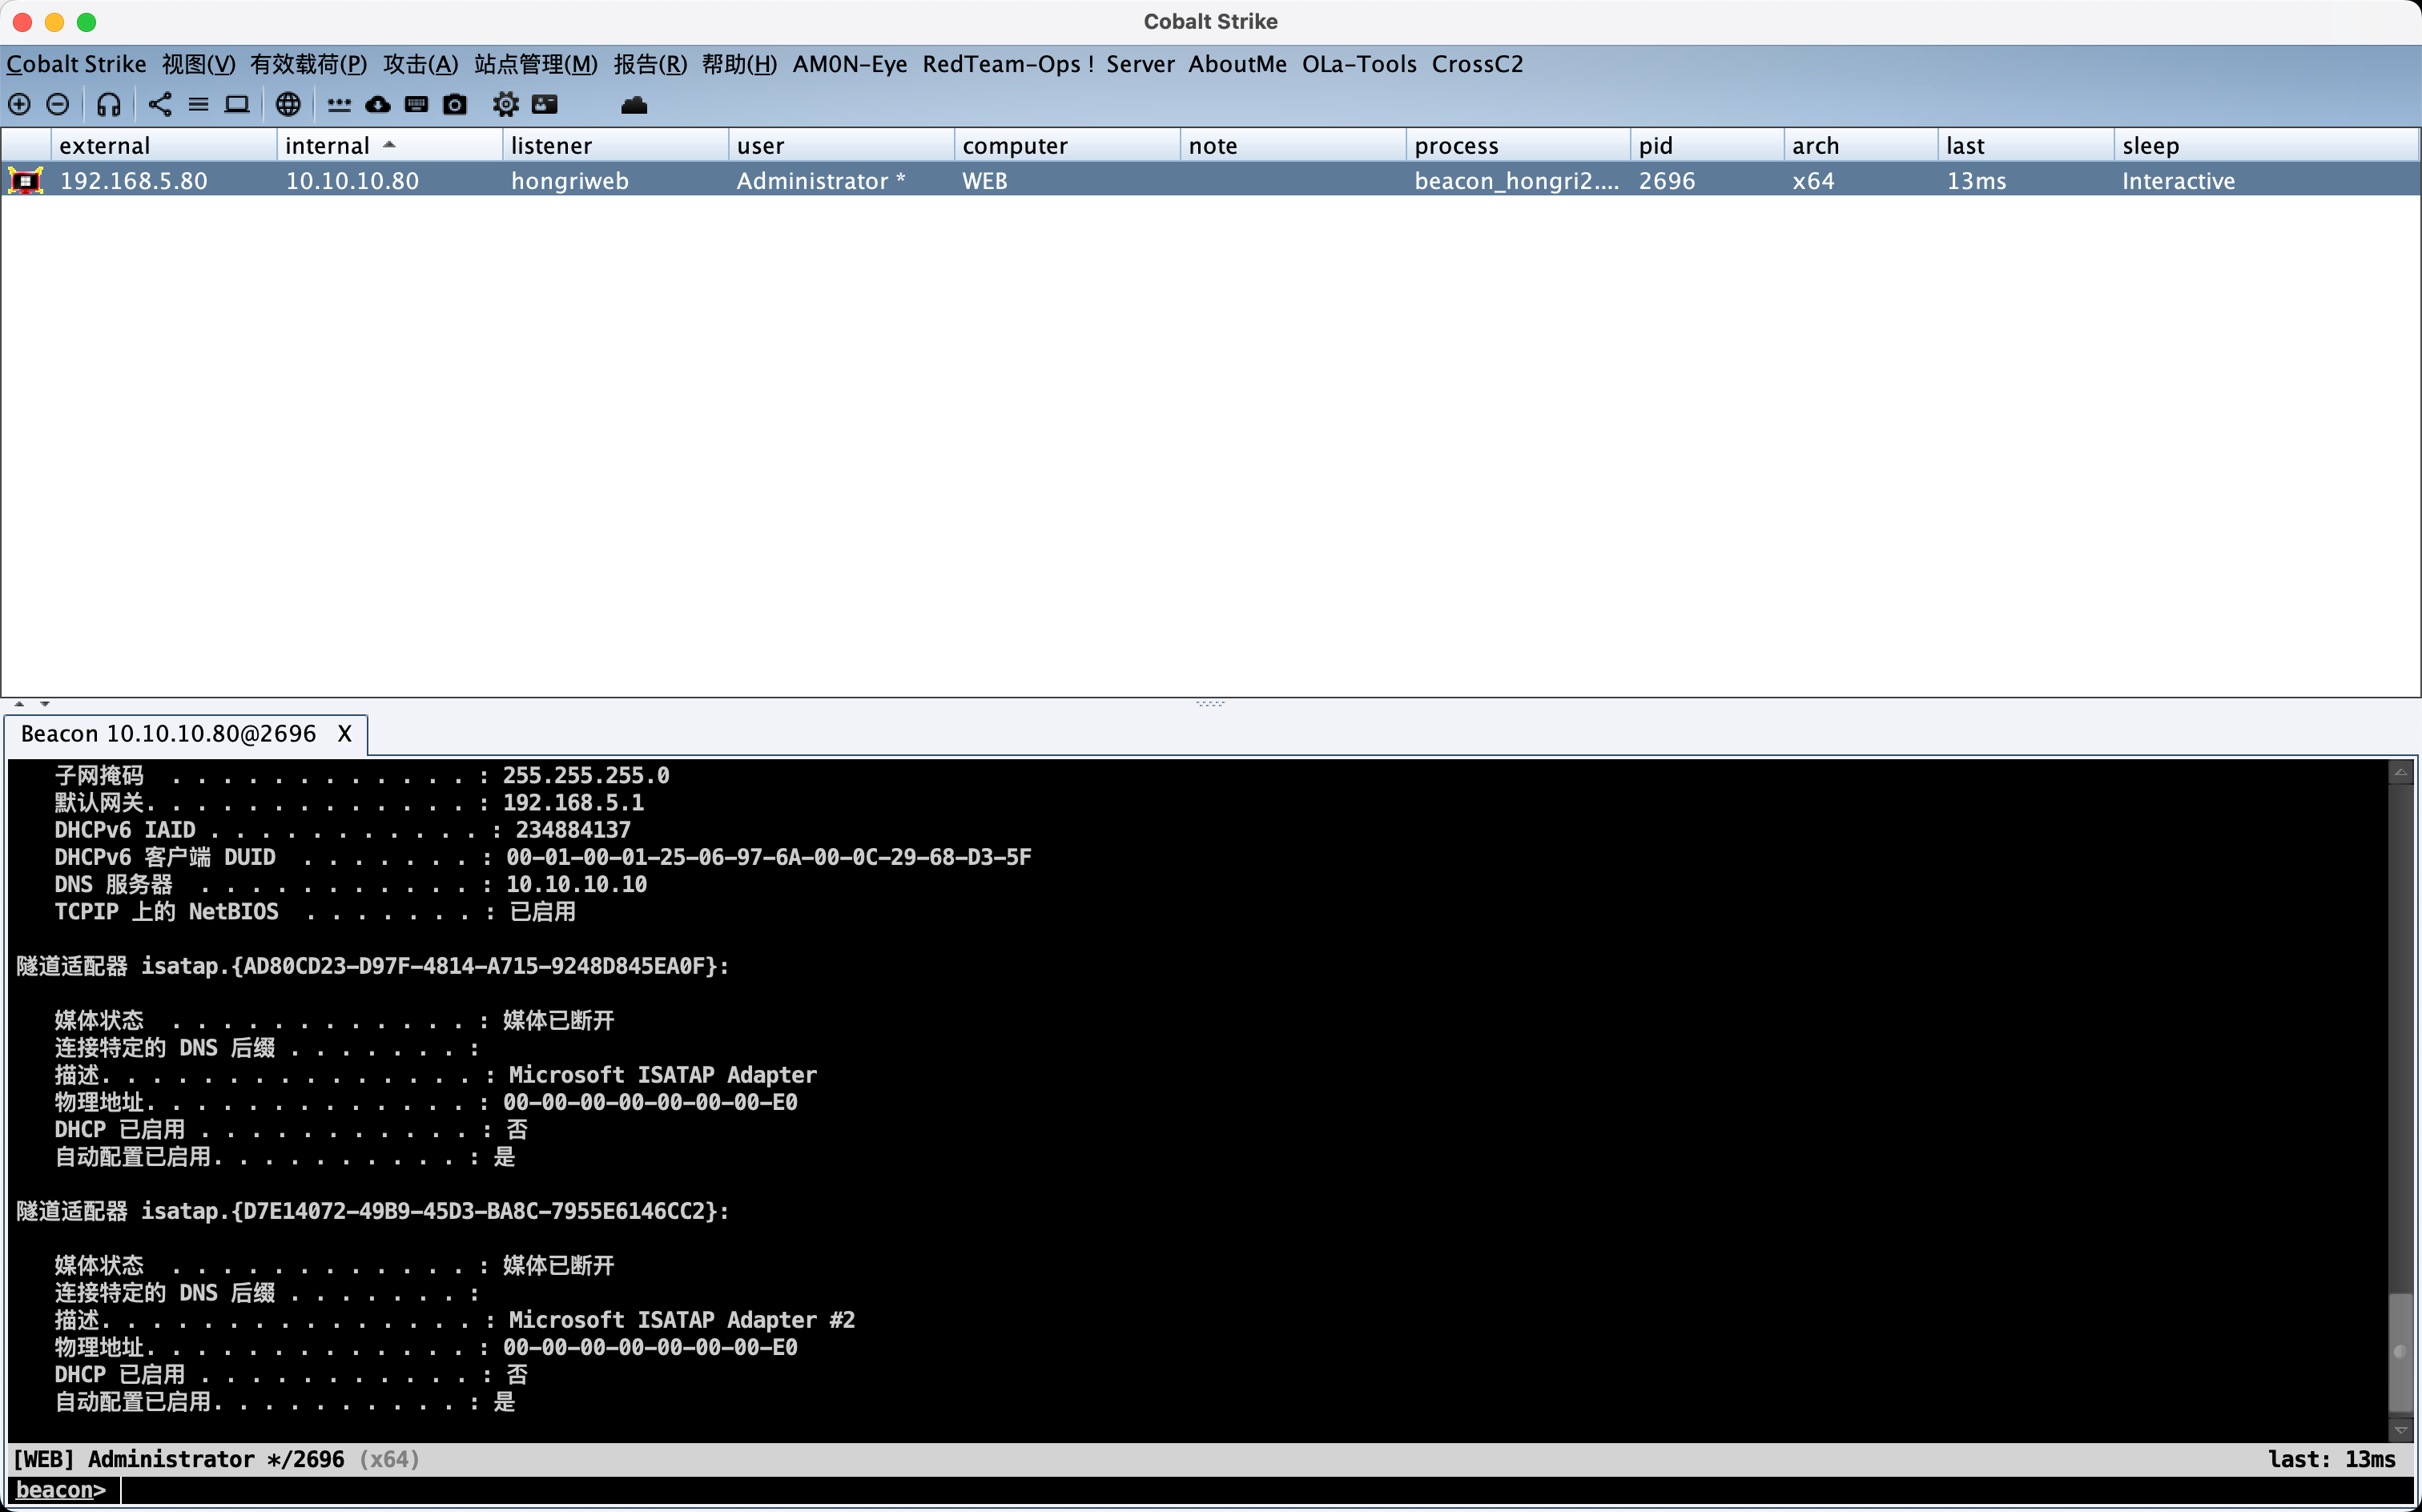 Cobalt Strike
Cobalt Strike 视图(V) 有效载荷(P) 攻击(A) 站点管理(M) 报告(R) 帮助(H) AM0N-Eye RedTeam-Ops！ Server AboutMe OLa-Tools CrossC2
external internal listener user computer note process pid arch last sleep
192.168.5.80 10.10.10.80 hongriweb Administrator * WEB beacon_hongri2.... 2696 x64 13ms Interactive
Beacon 10.10.10.80@2696 X
子网掩码 . . . . . . . . . . . . : 255.255.255.0
默认网关. . . . . . . . . . . . . : 192.168.5.1
DHCPv6 IAID . . . . . . . . . . . : 234884137
DHCPv6 客户端 DUID . . . . . . . : 00-01-00-01-25-06-97-6A-00-0C-29-68-D3-5F
DNS 服务器 . . . . . . . . . . . : 10.10.10.10
TCPIP 上的 NetBIOS . . . . . . . : 已启用
隧道适配器 isatap.{AD80CD23-D97F-4814-A715-9248D845EA0F}:
媒体状态 . . . . . . . . . . . . : 媒体已断开
连接特定的 DNS 后缀 . . . . . . . :
描述. . . . . . . . . . . . . . . : Microsoft ISATAP Adapter
物理地址. . . . . . . . . . . . . : 00-00-00-00-00-00-00-E0
DHCP 已启用 . . . . . . . . . . . : 否
自动配置已启用. . . . . . . . . . : 是
隧道适配器 isatap.{D7E14072-49B9-45D3-BA8C-7955E6146CC2}:
媒体状态 . . . . . . . . . . . . : 媒体已断开
连接特定的 DNS 后缀 . . . . . . . :
描述. . . . . . . . . . . . . . . : Microsoft ISATAP Adapter #2
物理地址. . . . . . . . . . . . . : 00-00-00-00-00-00-00-E0
DHCP 已启用 . . . . . . . . . . . : 否
自动配置已启用. . . . . . . . . . : 是
[WEB] Administrator */2696 (x64) last: 13ms
beacon>